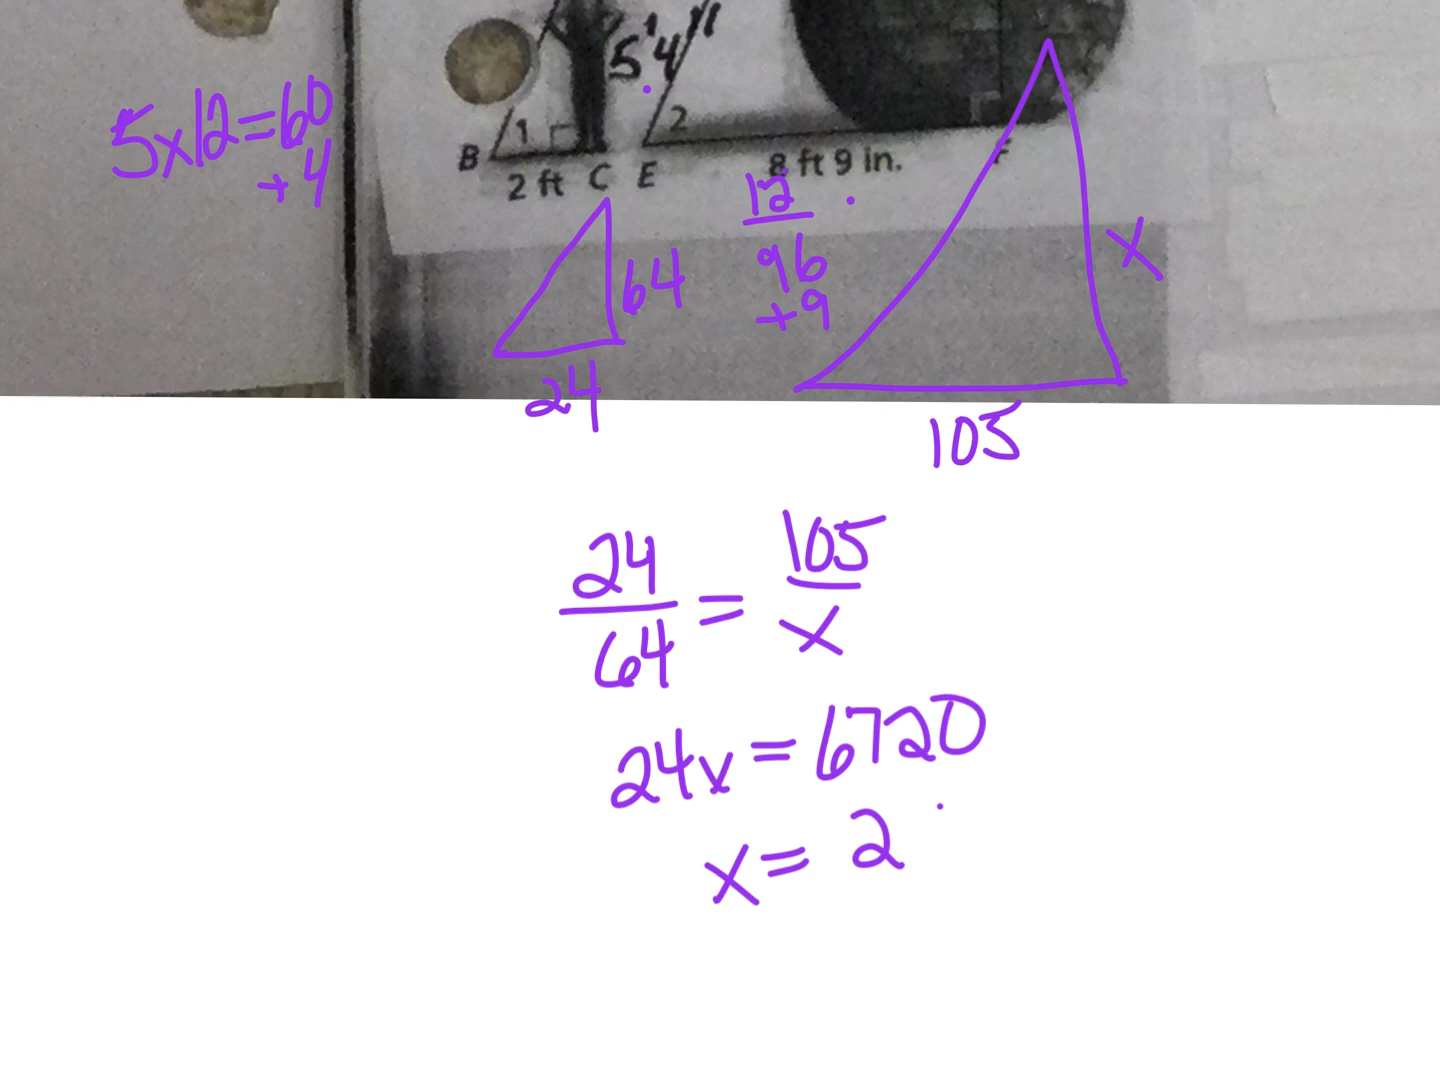 5'4"
5x12=60
+4
1
2
B
2 ft C E
8 ft 9 in.
F
12
96
+9
64
x
24
105
24/64 = 105/x
24x = 6720
x = 2